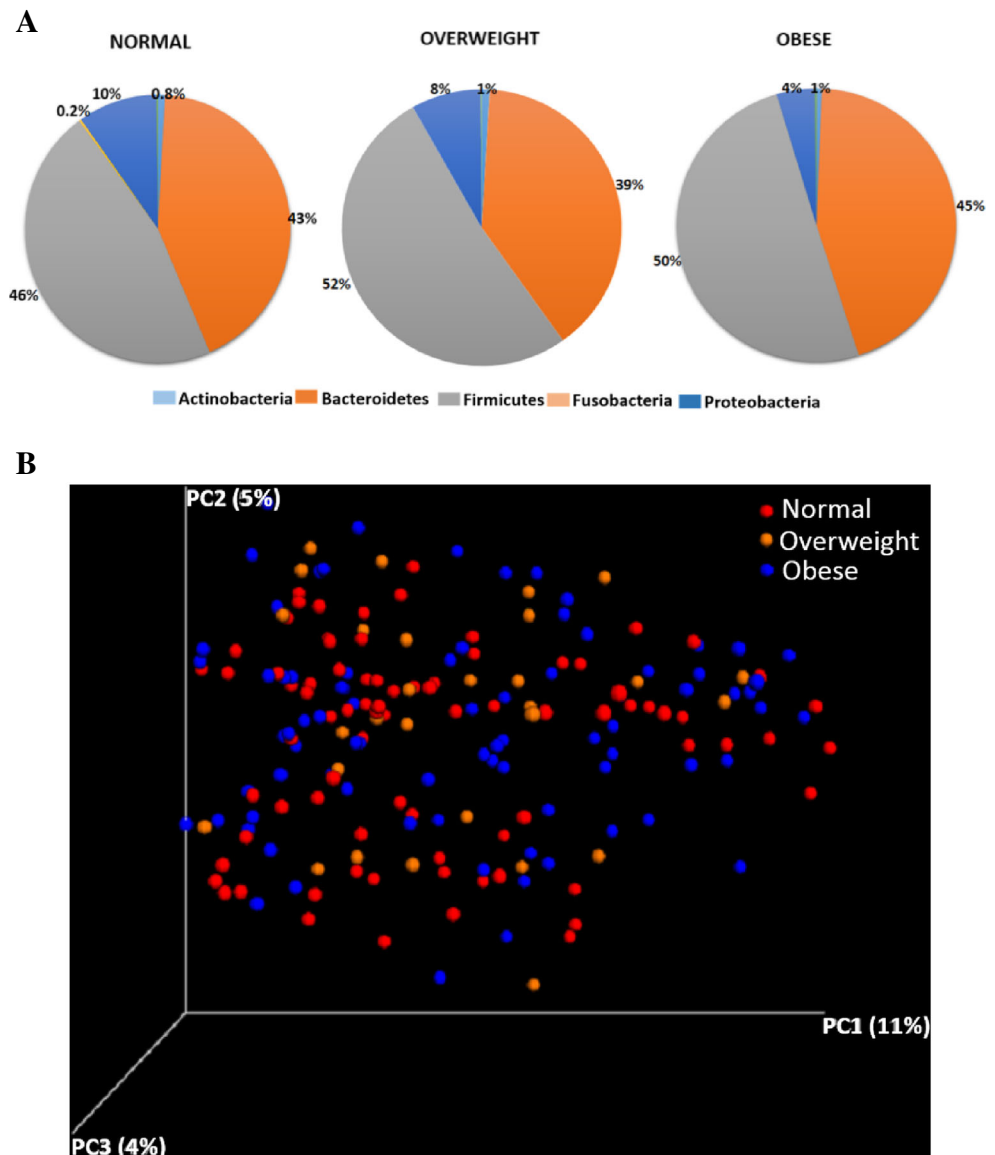 A
NORMAL
OVERWEIGHT
OBESE
0.2%
10%
0.8%
43%
46%
8%
1%
39%
52%
4%
1%
45%
50%
Actinobacteria Bacteroidetes Firmicutes Fusobacteria Proteobacteria
B
PC2 (5%)
Normal
Overweight
Obese
PC1 (11%)
PC3 (4%)